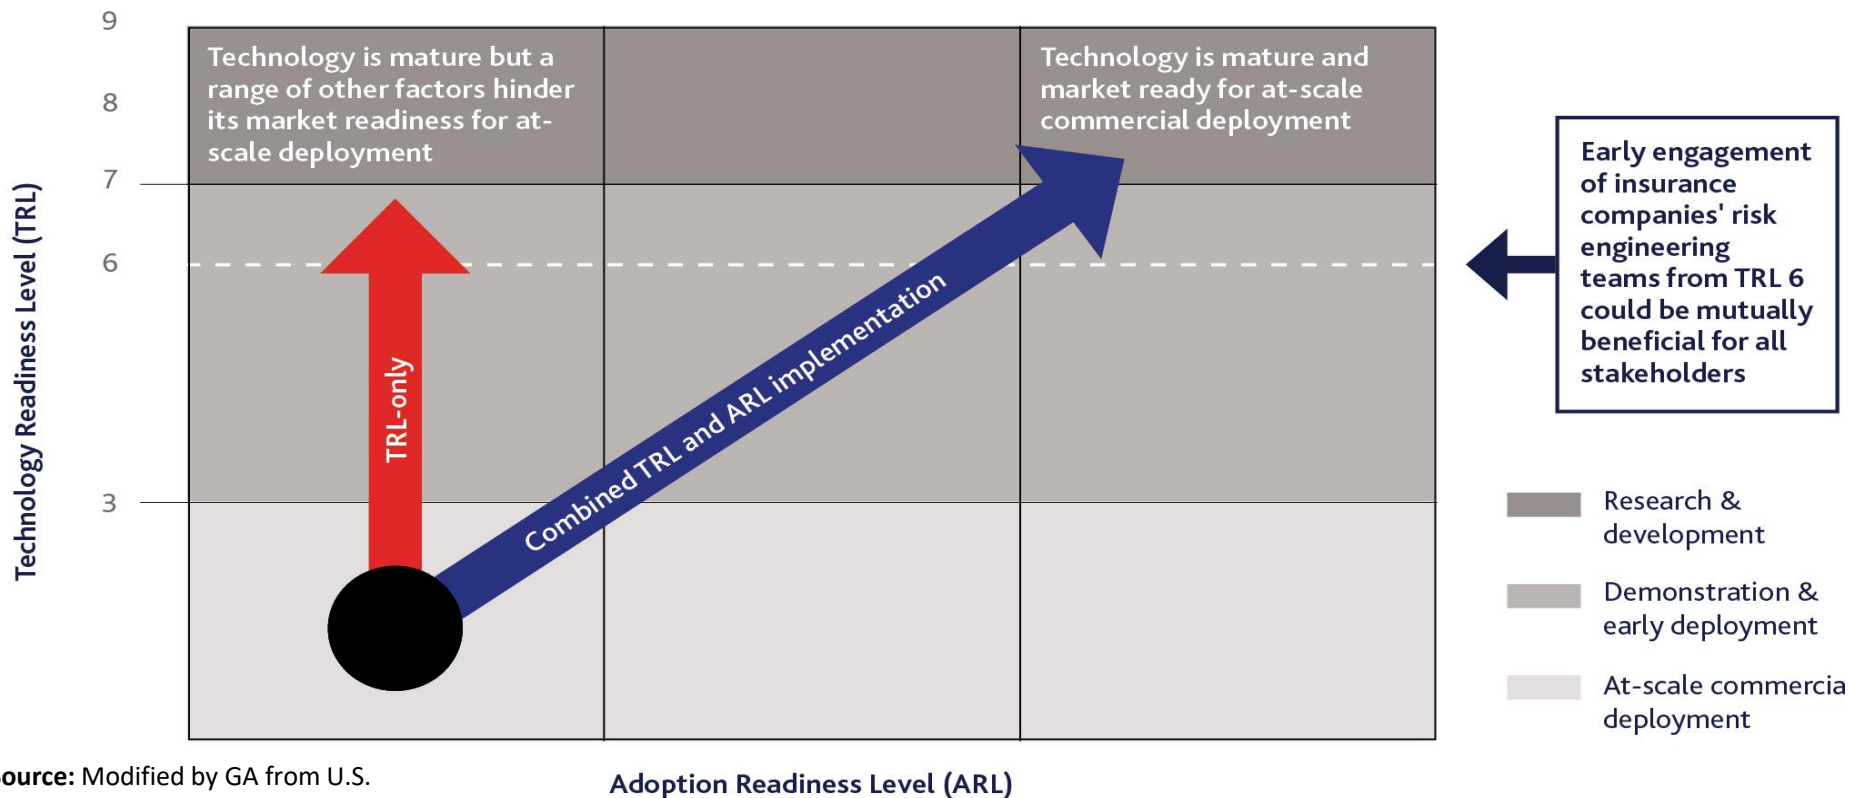 9
8
7
6
3
Technology Readiness Level (TRL)
Technology is mature but a
range of other factors hinder
its market readiness for at-
scale deployment
Technology is mature and
market ready for at-scale
commercial deployment
TRL-only
Combined TRL and ARL implementation
Early engagement
of insurance
companies' risk
engineering
teams from TRL 6
could be mutually
beneficial for all
stakeholders
Research &
development
Demonstration &
early deployment
At-scale commercia
deployment
ource: Modified by GA from U.S.
Adoption Readiness Level (ARL)